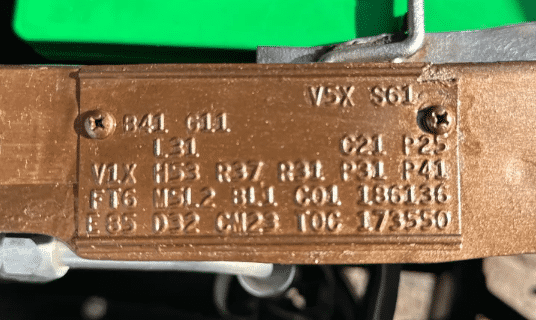 V5X S61
B41 G11
L31 C21 P25
V1X H53 R37 R31 P31 P41
FT6 M5L2 BL1 C01 186136
E85 D32 CM23 TOC 173550